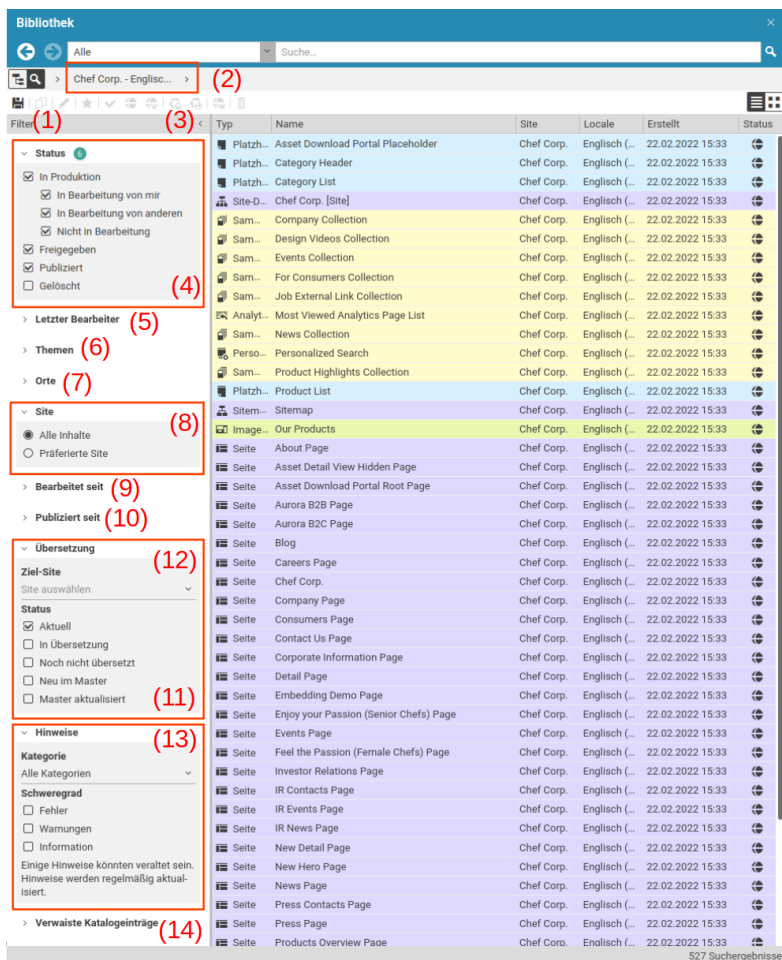 Bibliothek
Alle Suche...
Chef Corp. - Englisc... (2)
Filter (1) (3) Typ Name Site Locale Erstellt Status
Status 6
In Produktion
In Bearbeitung von mir
In Bearbeitung von anderen
Nicht in Bearbeitung
Freigegeben
Publiziert
Gelöscht (4)
Letzter Bearbeiter (5)
Themen (6)
Orte (7)
Site (8)
Alle Inhalte
Präferierte Site
Bearbeitet seit (9)
Publiziert seit (10)
Übersetzung (12)
Ziel-Site
Site auswählen
Status
Aktuell
In Übersetzung
Noch nicht übersetzt
Neu im Master
Master aktualisiert (11)
Hinweise (13)
Kategorie
Alle Kategorien
Schweregrad
Fehler
Warnungen
Information
Einige Hinweise könnten veraltet sein.
Hinweise werden regelmäßig aktual-
isiert.
Verwaiste Katalogeinträge (14)
Platzh... Asset Download Portal Placeholder Chef Corp. Englisch (... 22.02.2022 15:33
Platzh... Category Header Chef Corp. Englisch (... 22.02.2022 15:33
Platzh... Category List Chef Corp. Englisch (... 22.02.2022 15:33
Site-D... Chef Corp. [Site] Chef Corp. Englisch (... 22.02.2022 15:33
Sam... Company Collection Chef Corp. Englisch (... 22.02.2022 15:33
Sam... Design Videos Collection Chef Corp. Englisch (... 22.02.2022 15:33
Sam... Events Collection Chef Corp. Englisch (... 22.02.2022 15:33
Sam... For Consumers Collection Chef Corp. Englisch (... 22.02.2022 15:33
Sam... Job External Link Collection Chef Corp. Englisch (... 22.02.2022 15:33
Analyt... Most Viewed Analytics Page List Chef Corp. Englisch (... 22.02.2022 15:33
Sam... News Collection Chef Corp. Englisch (... 22.02.2022 15:33
Perso... Personalized Search Chef Corp. Englisch (... 22.02.2022 15:33
Sam... Product Highlights Collection Chef Corp. Englisch (... 22.02.2022 15:33
Platzh... Product List Chef Corp. Englisch (... 22.02.2022 15:33
Sitem... Sitemap Chef Corp. Englisch (... 22.02.2022 15:33
Image... Our Products Chef Corp. Englisch (... 22.02.2022 15:33
Seite About Page Chef Corp. Englisch (... 22.02.2022 15:33
Seite Asset Detail View Hidden Page Chef Corp. Englisch (... 22.02.2022 15:33
Seite Asset Download Portal Root Page Chef Corp. Englisch (... 22.02.2022 15:33
Seite Aurora B2B Page Chef Corp. Englisch (... 22.02.2022 15:33
Seite Aurora B2C Page Chef Corp. Englisch (... 22.02.2022 15:33
Seite Blog Chef Corp. Englisch (... 22.02.2022 15:33
Seite Careers Page Chef Corp. Englisch (... 22.02.2022 15:33
Seite Chef Corp. Chef Corp. Englisch (... 22.02.2022 15:33
Seite Company Page Chef Corp. Englisch (... 22.02.2022 15:33
Seite Consumers Page Chef Corp. Englisch (... 22.02.2022 15:33
Seite Contact Us Page Chef Corp. Englisch (... 22.02.2022 15:33
Seite Corporate Information Page Chef Corp. Englisch (... 22.02.2022 15:33
Seite Detail Page Chef Corp. Englisch (... 22.02.2022 15:33
Seite Embedding Demo Page Chef Corp. Englisch (... 22.02.2022 15:33
Seite Enjoy your Passion (Senior Chefs) Page Chef Corp. Englisch (... 22.02.2022 15:33
Seite Events Page Chef Corp. Englisch (... 22.02.2022 15:33
Seite Feel the Passion (Female Chefs) Page Chef Corp. Englisch (... 22.02.2022 15:33
Seite Investor Relations Page Chef Corp. Englisch (... 22.02.2022 15:33
Seite IR Contacts Page Chef Corp. Englisch (... 22.02.2022 15:33
Seite IR Events Page Chef Corp. Englisch (... 22.02.2022 15:33
Seite IR News Page Chef Corp. Englisch (... 22.02.2022 15:33
Seite New Detail Page Chef Corp. Englisch (... 22.02.2022 15:33
Seite New Hero Page Chef Corp. Englisch (... 22.02.2022 15:33
Seite News Page Chef Corp. Englisch (... 22.02.2022 15:33
Seite Press Contacts Page Chef Corp. Englisch (... 22.02.2022 15:33
Seite Press Page Chef Corp. Englisch (... 22.02.2022 15:33
Seite Products Overview Page Chef Corp. Englisch (... 22.02.2022 15:33
527 Suchergebnisse